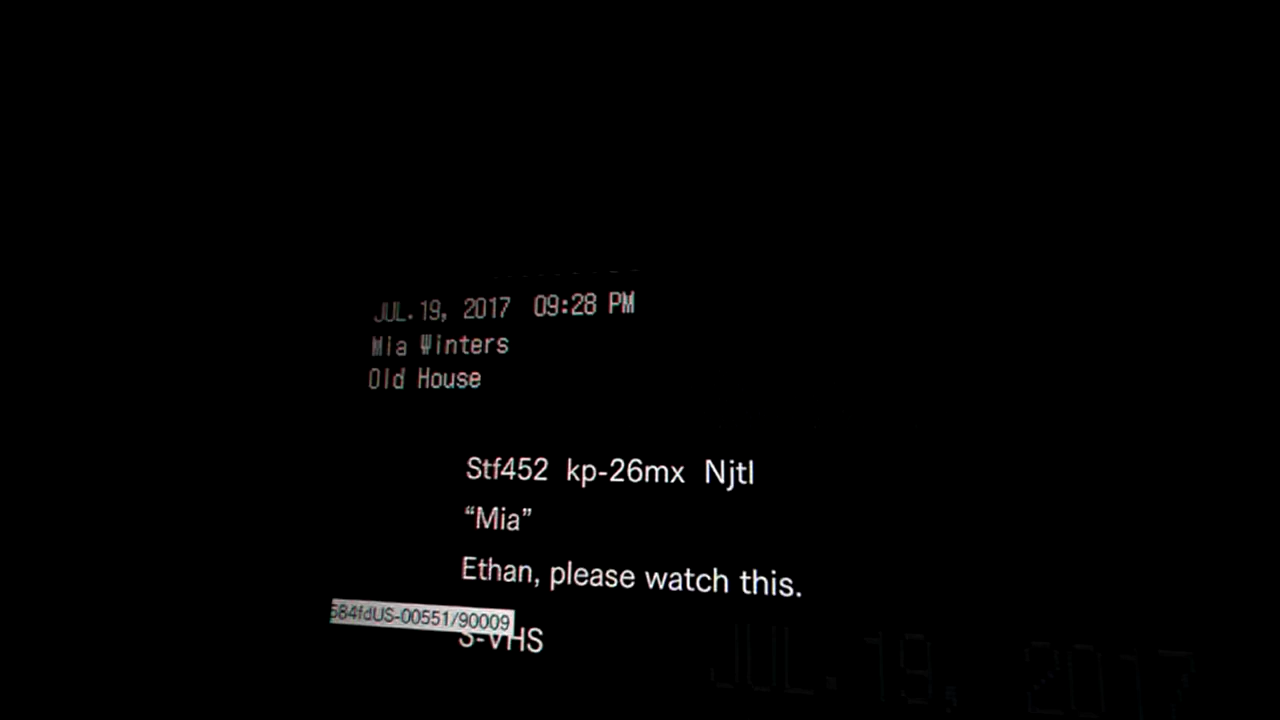 JUL.19, 2017 09:28 PM
Mia Winters
Old House
Stf452 kp-26mx Njtl
“Mia”
Ethan, please watch this.
584fdUS-00551/90009
S-VHS
JUL.19, 2017